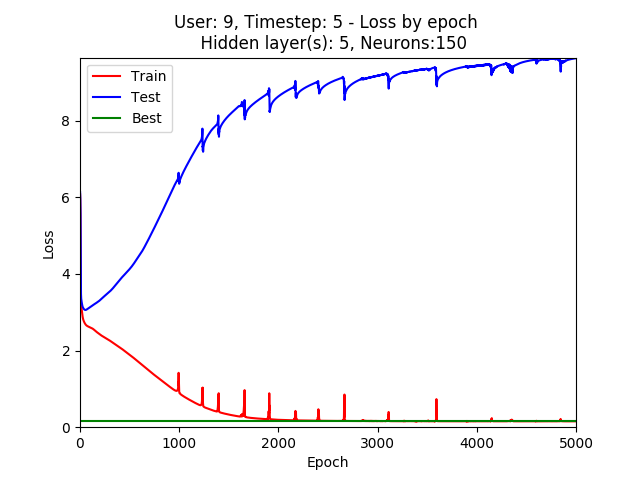 User: 9, Timestep: 5 - Loss by epoch
Hidden layer(s): 5, Neurons:150
Train
Test
Best
Loss
8
6
4
2
0
0 1000 2000 3000 4000 5000
Epoch